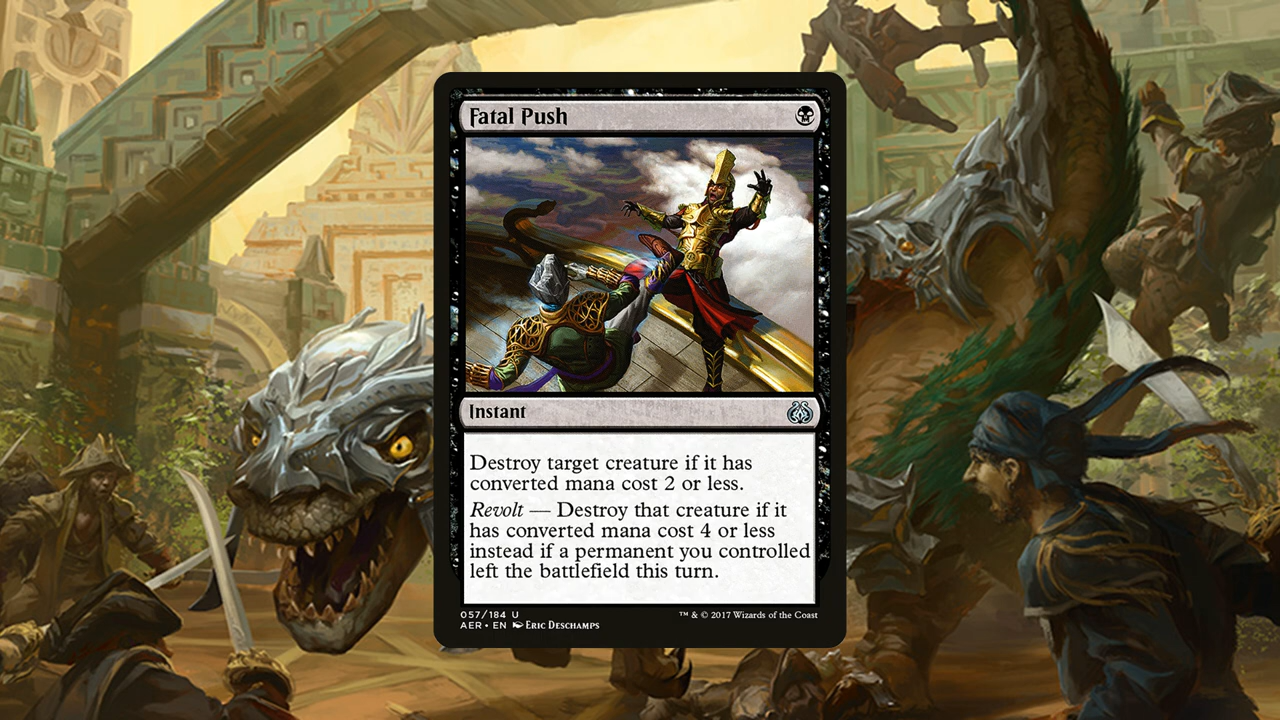 Fatal Push
Instant
Destroy target creature if it has
converted mana cost 2 or less.
Revolt — Destroy that creature if it
has converted mana cost 4 or less
instead if a permanent you controlled
left the battlefield this turn.
057/184 U
™ & © 2017 Wizards of the Coast
AER • EN Eric Deschamps